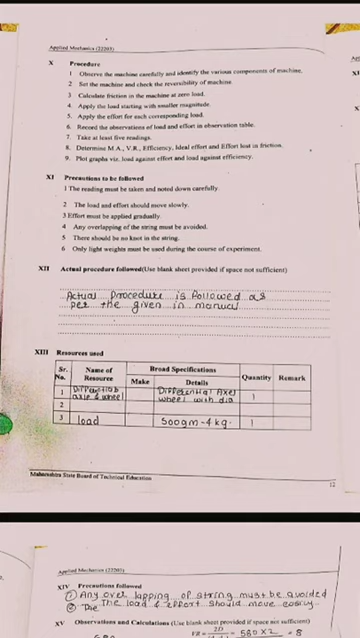 Applied Mechanics (22203)
X Procedure
1 Observe the machine carefully and identify the various components of machine.
2 Set the machine and check the reversibility of machine.
3 Calculate friction in the machine at zero load.
4. Apply the load starting with smaller magnitude.
5. Apply the effort for each corresponding load.
6. Record the observations of load and effort in observation table.
7. Take at least five readings.
8. Determine M.A., V.R., Efficiency, Ideal effort and Effort lost in friction.
9. Plot graphs viz. load against effort and load against efficiency.
XI Precautions to be followed
1 The reading must be taken and noted down carefully.
2 The load and effort should move slowly.
3 Effort must be applied gradually.
4 Any overlapping of the string must be avoided.
5 There should be no knot in the string.
6 Only light weights must be used during the course of experiment.
XII Actual procedure followed(Use blank sheet provided if space not sufficient)
Actual Procedure is followed as
per the given in manual
XIII Resources used
Sr. No. Name of Resource Broad Specifications Quantity Remark
Make Details
1 axle & wheel Differential Axel wheel with dia 1
2
3 load 500gm-4kg. 1
Maharashtra State Board of Technical Education
12
Applied Mechanics (22203)
XIV Precautions followed
① Any over lapping of string must be avoided
② The load & effort should move
XV Observations and Calculations (Use blank sheet provided if space not sufficient)
VR = 2D = 580 x 2 = 8